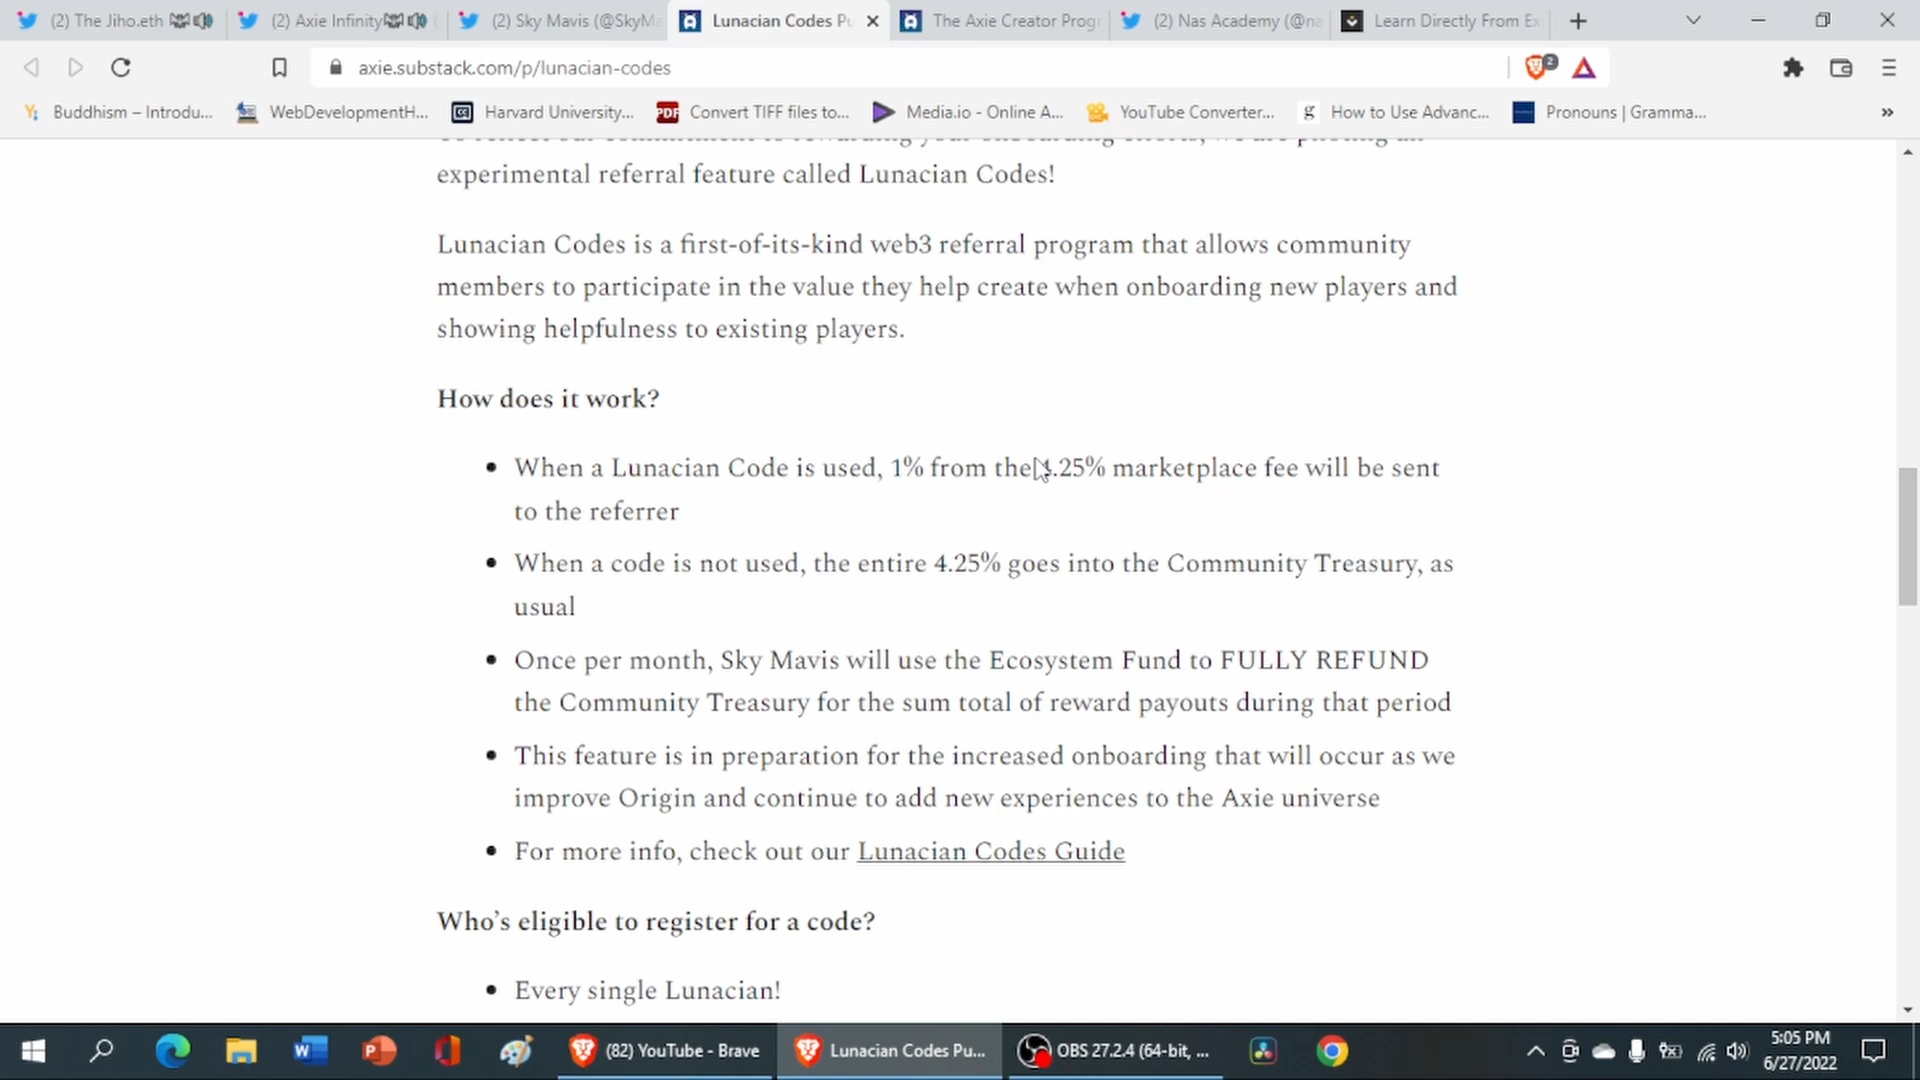 (2) The Jiho.eth
(2) Axie Infinity
(2) Sky Mavis (@SkyMa
Lunacian Codes Pu
The Axie Creator Progr
(2) Nas Academy (@na
Learn Directly From Ex
axie.substack.com/p/lunacian-codes
2
Buddhism – Introdu...
WebDevelopmentH...
Harvard University...
PDF
Convert TIFF files to...
Media.io - Online A...
YouTube Converter...
g
How to Use Advanc...
Pronouns | Gramma...
experimental referral feature called Lunacian Codes!
Lunacian Codes is a first-of-its-kind web3 referral program that allows community
members to participate in the value they help create when onboarding new players and
showing helpfulness to existing players.
How does it work?
When a Lunacian Code is used, 1% from the 4.25% marketplace fee will be sent
to the referrer
When a code is not used, the entire 4.25% goes into the Community Treasury, as
usual
Once per month, Sky Mavis will use the Ecosystem Fund to FULLY REFUND
the Community Treasury for the sum total of reward payouts during that period
This feature is in preparation for the increased onboarding that will occur as we
improve Origin and continue to add new experiences to the Axie universe
For more info, check out our Lunacian Codes Guide
Who's eligible to register for a code?
Every single Lunacian!
(82) YouTube - Brave
Lunacian Codes Pu...
OBS 27.2.4 (64-bit, ...
5:05 PM
6/27/2022